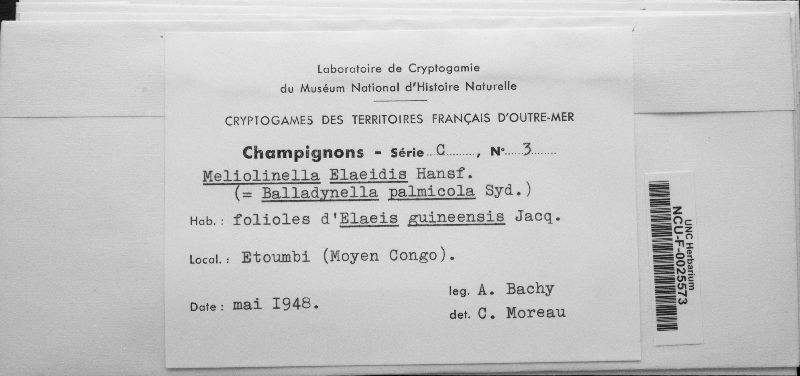 Laboratoire de Cryptogamie
du Muséum National d'Histoire Naturelle
CRYPTOGAMES DES TERRITOIRES FRANÇAIS D'OUTRE-MER
Champignons - Série C, N° 3
Meliolinella Elaeidis Hansf.
(= Balladynella palmicola Syd.)
Hab. : folioles d'Elaeis guineensis Jacq.
Local. : Etoumbi (Moyen Congo).
leg. A. Bachy
Date : mai I948.
det. C. Moreau
UNC Herbarium
NCU-F-0025573